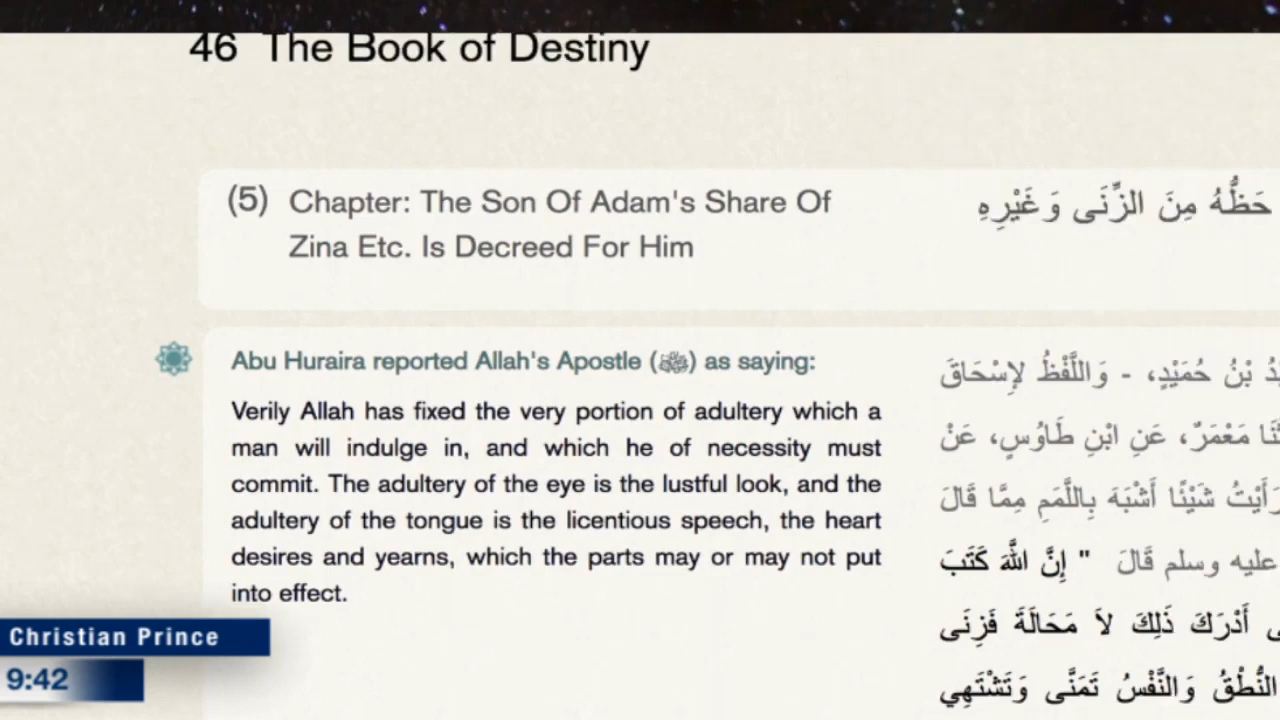 46 The Book of Destiny
(5) Chapter: The Son Of Adam's Share Of
Zina Etc. Is Decreed For Him
حَظُّهُ مِنَ الزِّنَى وَغَيْرِهِ
Abu Huraira reported Allah's Apostle (ﷺ) as saying:
Verily Allah has fixed the very portion of adultery which a
man will indulge in, and which he of necessity must
commit. The adultery of the eye is the lustful look, and the
adultery of the tongue is the licentious speech, the heart
desires and yearns, which the parts may or may not put
into effect.
بْنُ حُمَيْدٍ، - وَاللَّفْظُ لإِسْحَاقَ
مَعْمَرٌ، عَنِ ابْنِ طَاوُسٍ، عَنْ
شَيْئًا أَشْبَهَ بِاللَّمَمِ مِمَّا قَالَ
عليه وسلم قَالَ " إِنَّ اللَّهَ كَتَبَ
أَدْرَكَ ذَلِكَ لاَ مَحَالَةَ فَزِنَى
النُّطْقُ وَالنَّفْسُ تَمَنَّى وَتَشْتَهِي
Christian Prince
9:42